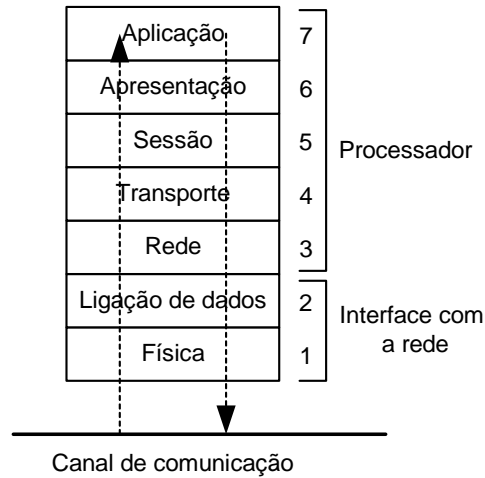 Aplicação 7
Apresentação 6
Sessão 5
Processador
Transporte 4
Rede 3
Ligação de dados 2
Interface com
a rede
Física 1
Canal de comunicação